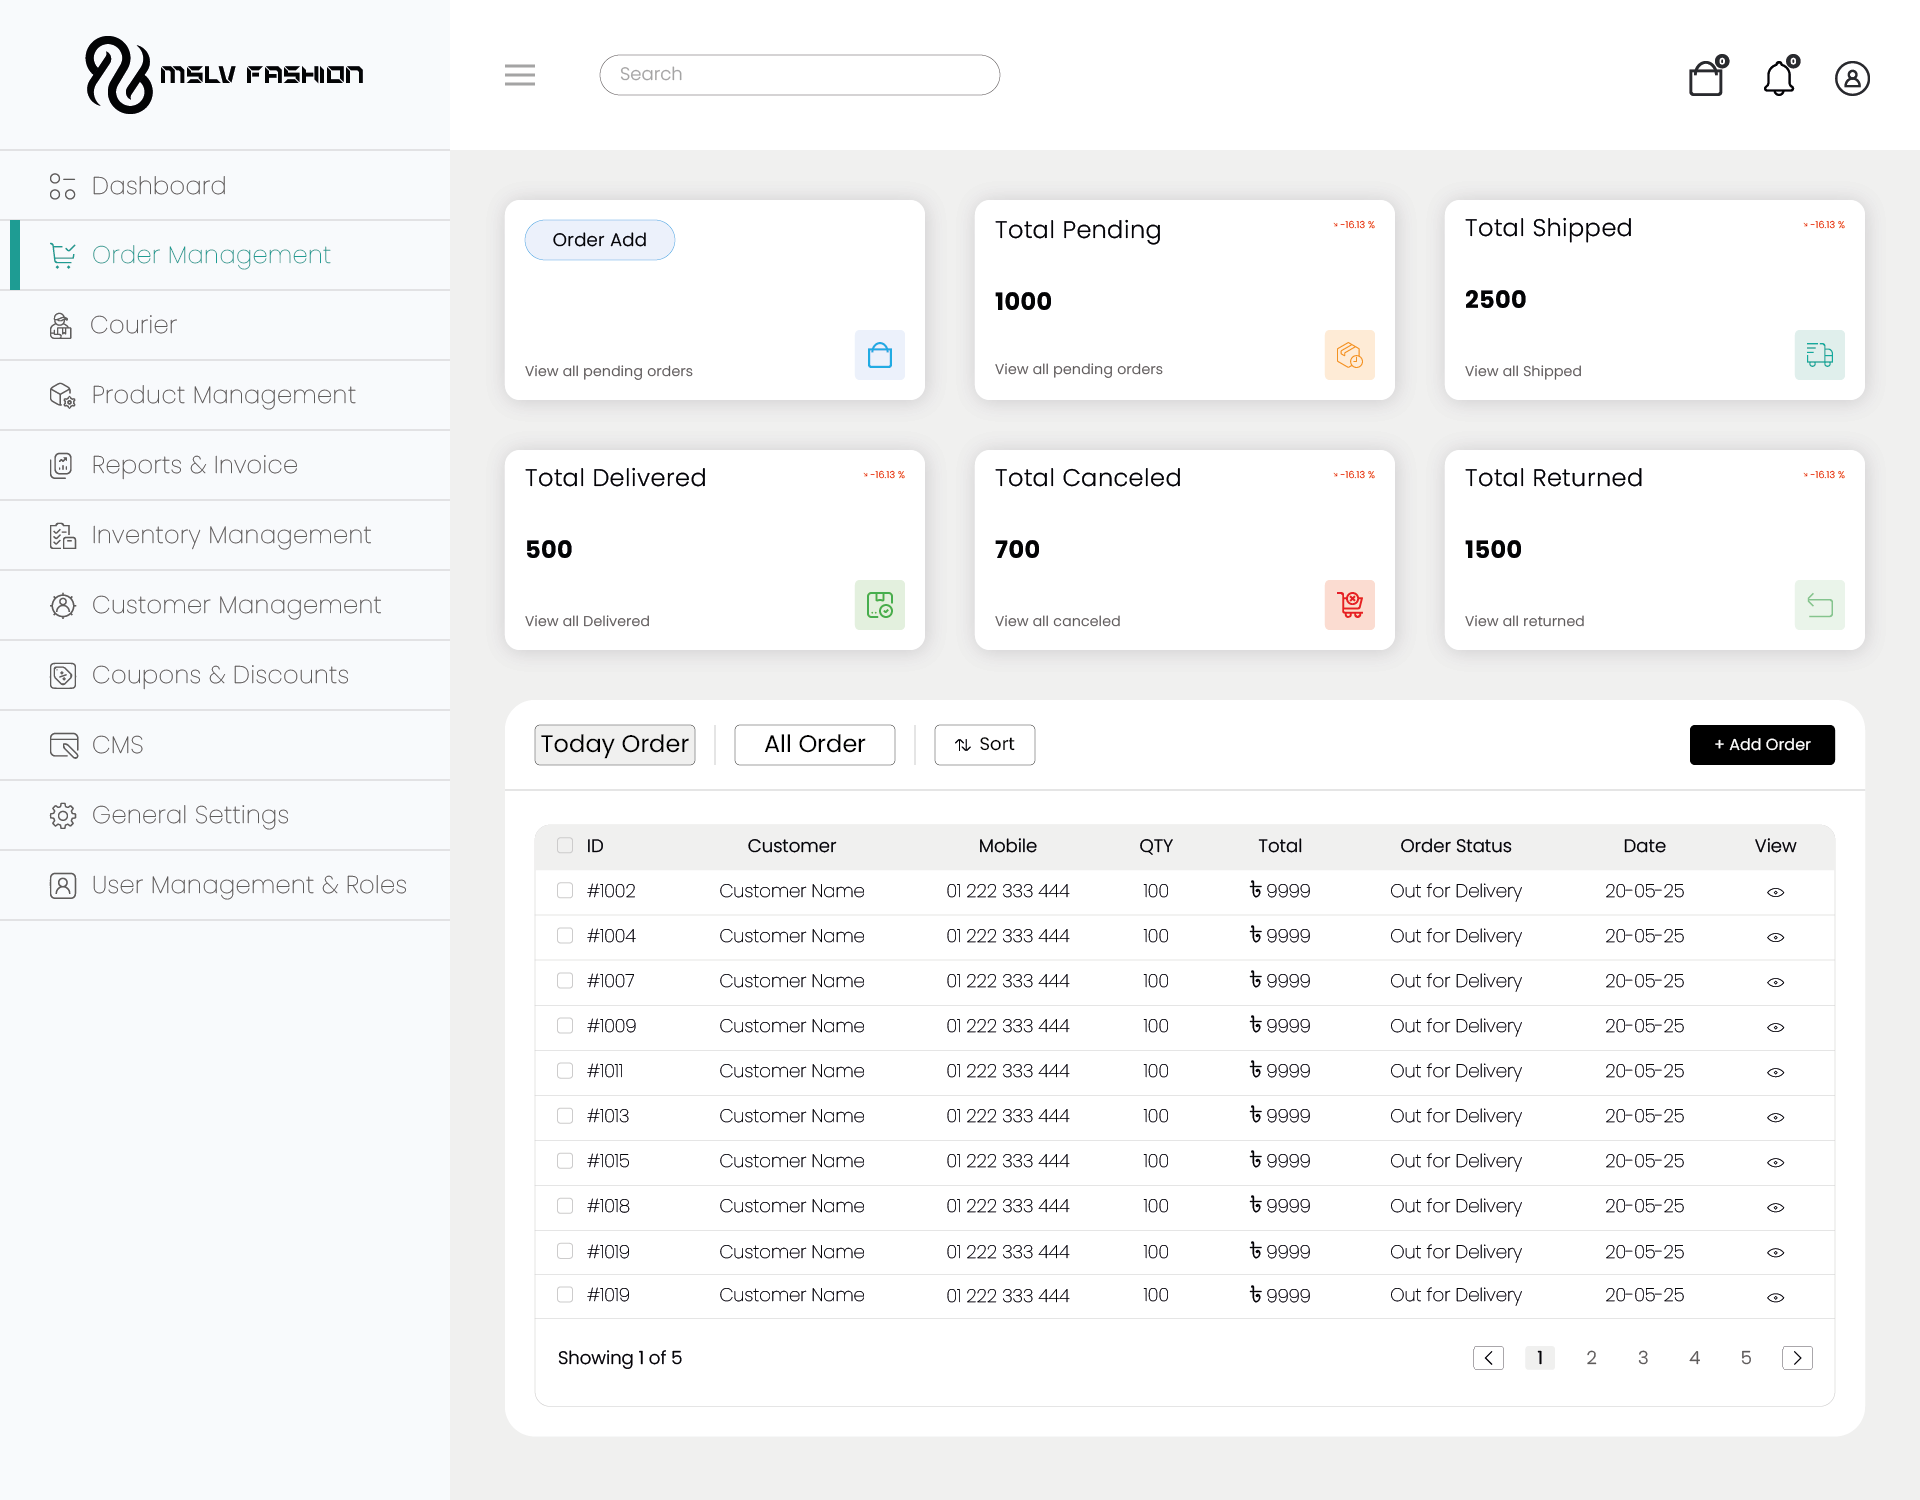 MSLV FASHION
Search
0
0
Dashboard
Order Management
Courier
Product Management
Reports & Invoice
Inventory Management
Customer Management
Coupons & Discounts
CMS
General Settings
User Management & Roles
Order Add
View all pending orders
Total Pending
-16.13 %
1000
View all pending orders
Total Shipped
-16.13 %
2500
View all Shipped
Total Delivered
-16.13 %
500
View all Delivered
Total Canceled
-16.13 %
700
View all canceled
Total Returned
-16.13 %
1500
View all returned
Today Order
All Order
Sort
+ Add Order
ID Customer Mobile QTY Total Order Status Date View
#1002 Customer Name 01 222 333 444 100 ৳ 9999 Out for Delivery 20-05-25
#1004 Customer Name 01 222 333 444 100 ৳ 9999 Out for Delivery 20-05-25
#1007 Customer Name 01 222 333 444 100 ৳ 9999 Out for Delivery 20-05-25
#1009 Customer Name 01 222 333 444 100 ৳ 9999 Out for Delivery 20-05-25
#1011 Customer Name 01 222 333 444 100 ৳ 9999 Out for Delivery 20-05-25
#1013 Customer Name 01 222 333 444 100 ৳ 9999 Out for Delivery 20-05-25
#1015 Customer Name 01 222 333 444 100 ৳ 9999 Out for Delivery 20-05-25
#1018 Customer Name 01 222 333 444 100 ৳ 9999 Out for Delivery 20-05-25
#1019 Customer Name 01 222 333 444 100 ৳ 9999 Out for Delivery 20-05-25
#1019 Customer Name 01 222 333 444 100 ৳ 9999 Out for Delivery 20-05-25
Showing 1 of 5
1 2 3 4 5